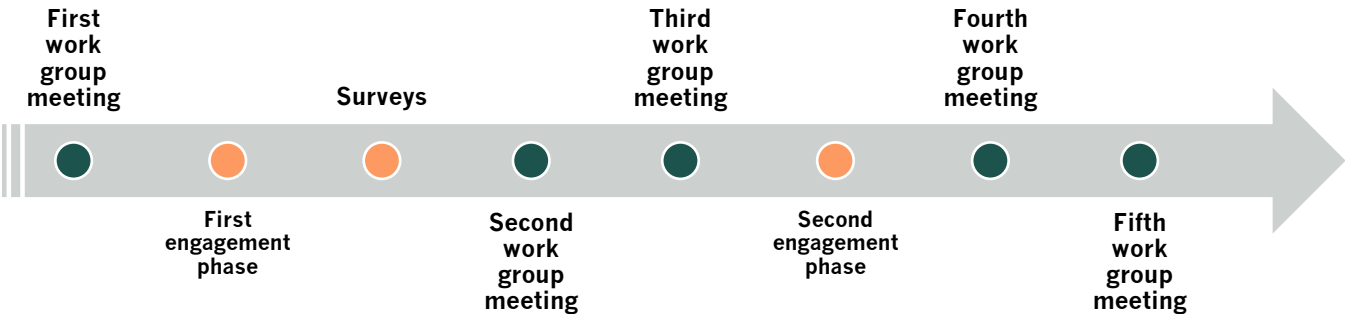 First
work
group
meeting
First
engagement
phase
Surveys
Second
work
group
meeting
Third
work
group
meeting
Second
engagement
phase
Fourth
work
group
meeting
Fifth
work
group
meeting